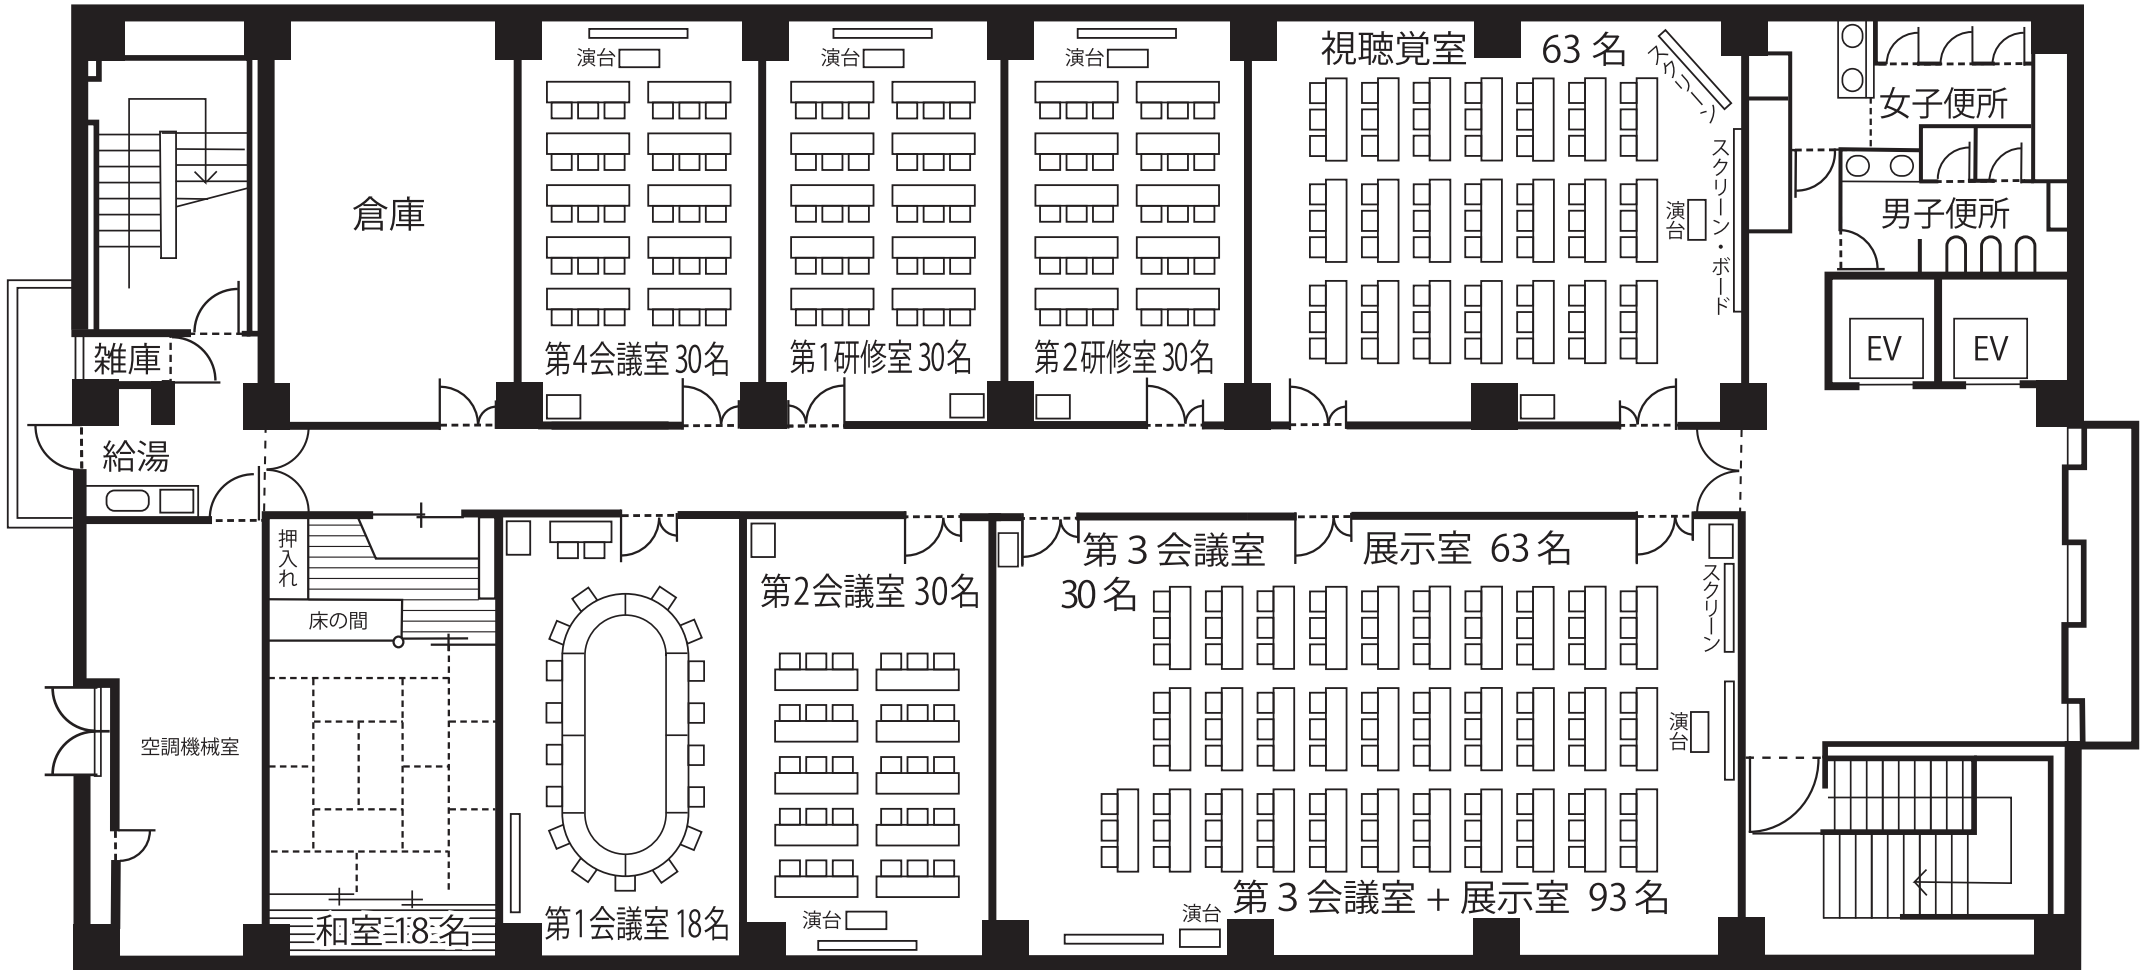 演台
演台
演台
視聴覚室 63名
スクリーン
女子便所
倉庫
スクリーン・ボード
演台
男子便所
雑庫
第4会議室 30名
第1研修室 30名
第2研修室 30名
EV
EV
給湯
押入れ
床の間
第2会議室 30名
第3会議室
30名
展示室 63名
スクリーン
演台
空調機械室
和室 18名
第1会議室 18名
演台
演台
第3会議室+展示室 93名